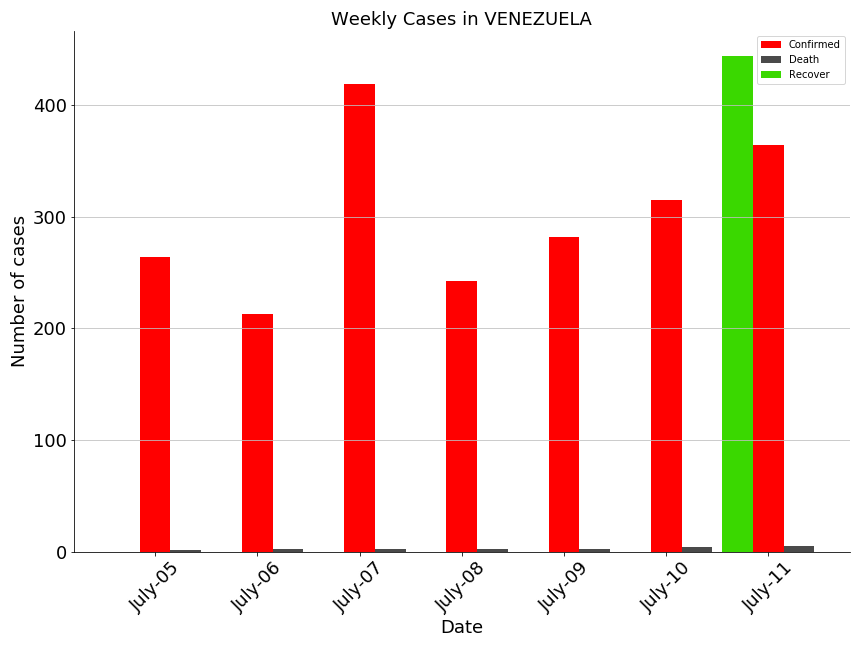 Weekly Cases in VENEZUELA
Confirmed
Death
Recover
Number of cases
400
300
200
100
0
July-05
July-06
July-07
July-08
July-09
July-10
July-11
Date